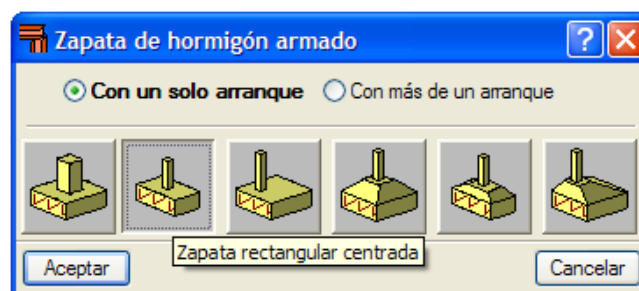 Zapata de hormigón armado
Con un solo arranque Con más de un arranque
Zapata rectangular centrada
Aceptar Cancelar